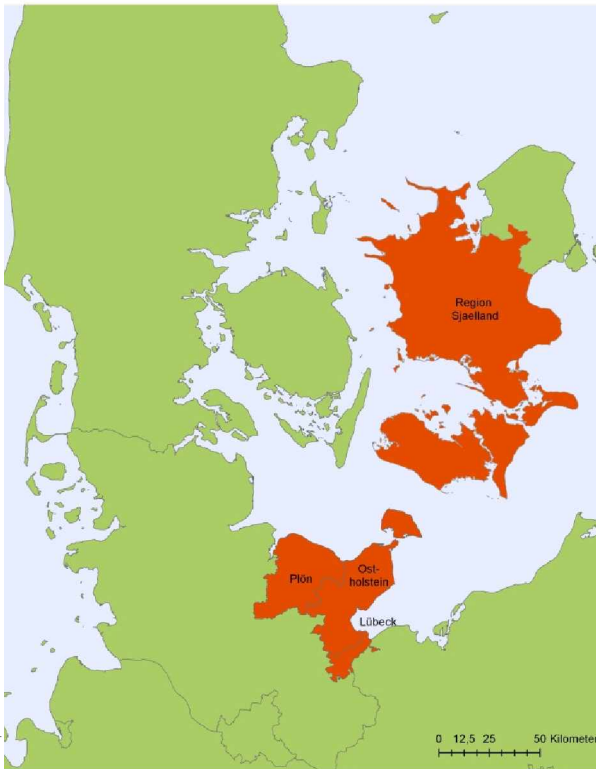 Region
Sjaelland
Plön
Ost-
holstein
Lübeck
0 12,5 25 50 Kilometer